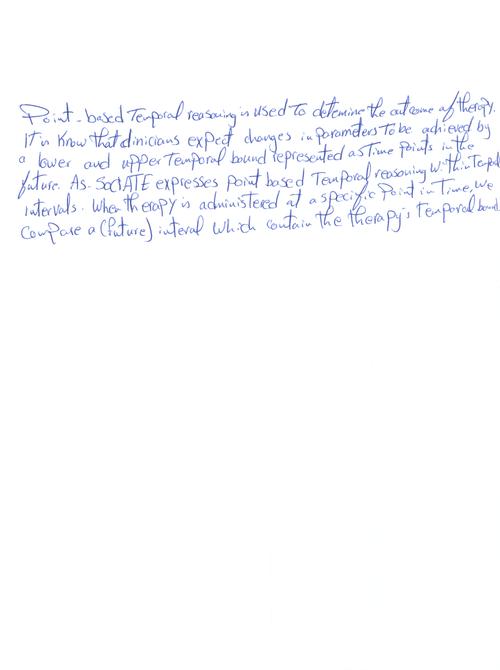 Point-based Temporal reasoning is used to determine the outcome of therapy.
It is know that clinicians expect changes in parameters to be achieved by
a lower and upper Temporal bound represented as Time Points in the
future. As SOCIATE expresses point based Temporal reasoning within Tempal
intervals. When therapy is administered at a specific Point in Time, we
compare a (future) interal which contain the therapy's Temporal bound